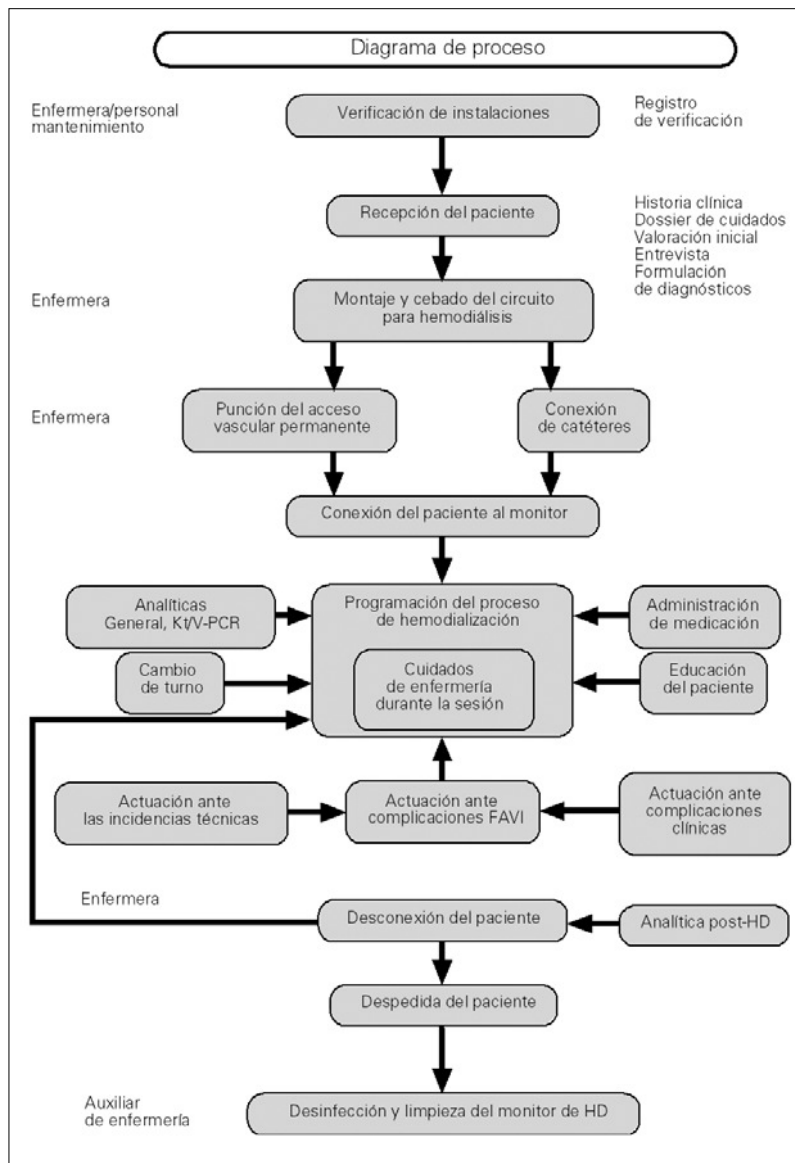 Diagrama de proceso
Enfermera/personal
mantenimiento
Verificación de instalaciones
Registro
de verificación
Recepción del paciente
Historia clínica
Dossier de cuidados
Valoración inicial
Entrevista
Formulación
de diagnósticos
Enfermera
Montaje y cebado del circuito
para hemodiálisis
Enfermera
Punción del acceso
vascular permanente
Conexión
de catéteres
Conexión del paciente al monitor
Analíticas
General, Kt/V-PCR
Programación del proceso
de hemodialización
Administración
de medicación
Cambio
de turno
Cuidados
de enfermería
durante la sesión
Educación
del paciente
Actuación ante
las incidencias técnicas
Actuación ante
complicaciones FAVI
Actuación ante
complicaciones
clínicas
Enfermera
Desconexión del paciente
Analítica post-HD
Despedida del paciente
Auxiliar
de enfermería
Desinfección y limpieza del monitor de HD